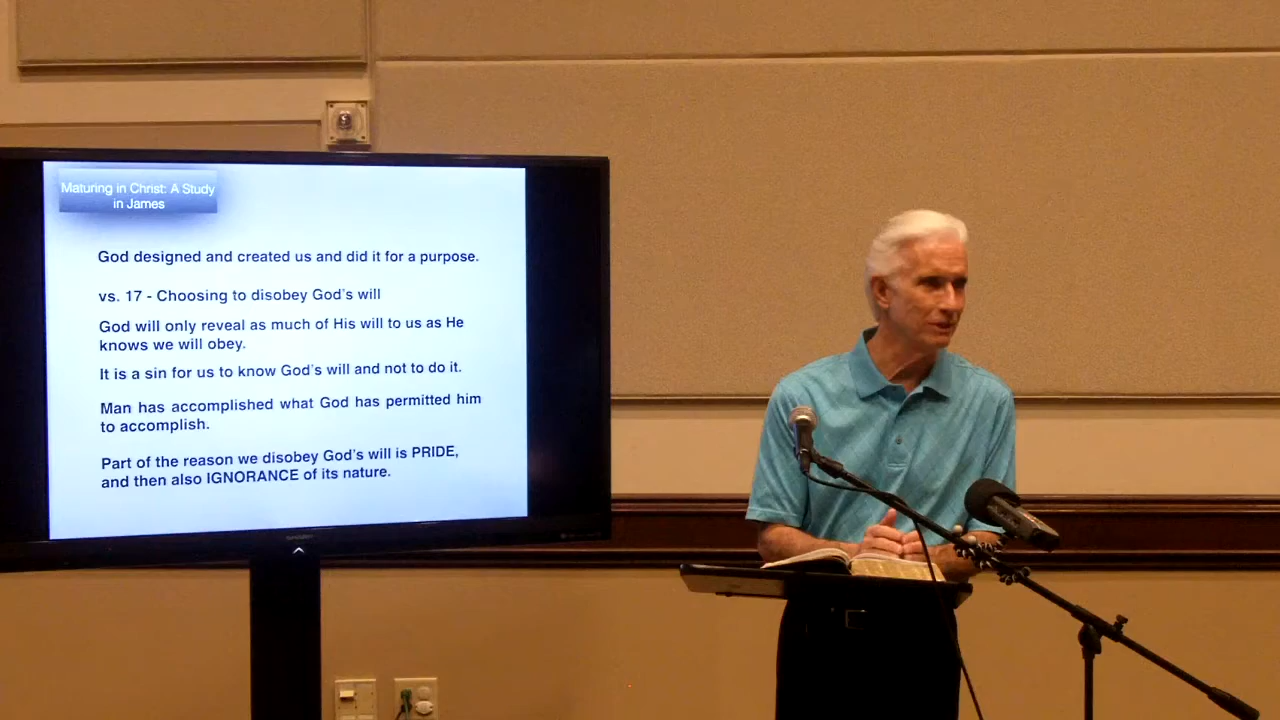 Maturing in Christ: A Study
in James
God designed and created us and did it for a purpose.
vs. 17 - Choosing to disobey God's will
God will only reveal as much of His will to us as He
knows we will obey.
It is a sin for us to know God's will and not to do it.
Man has accomplished what God has permitted him
to accomplish.
Part of the reason we disobey God's will is PRIDE,
and then also IGNORANCE of its nature.